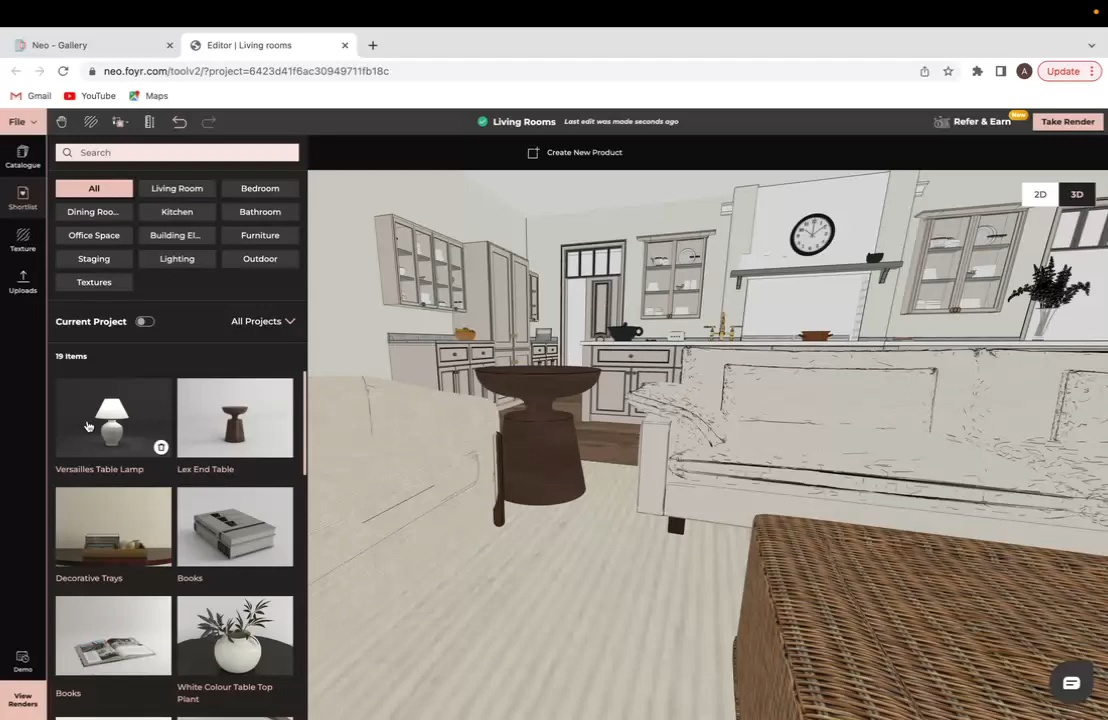 Neo - Gallery
Editor | Living rooms
neo.foyr.com/toolv2/?project=6423d41f6ac30949711fb18c
A
Update
Gmail
YouTube
Maps
File
Living Rooms
Last edit was made seconds ago
Refer & Earn
New
Take Render
Catalogue
Shortlist
Texture
Uploads
Demo
View
Renders
Search
Create New Product
All
Living Room
Bedroom
Dining Roo...
Kitchen
Bathroom
Office Space
Building El...
Furniture
Staging
Lighting
Outdoor
Textures
Current Project
All Projects
19 Items
Versailles Table Lamp
Lex End Table
Decorative Trays
Books
Books
White Colour Table Top
Plant
2D
3D